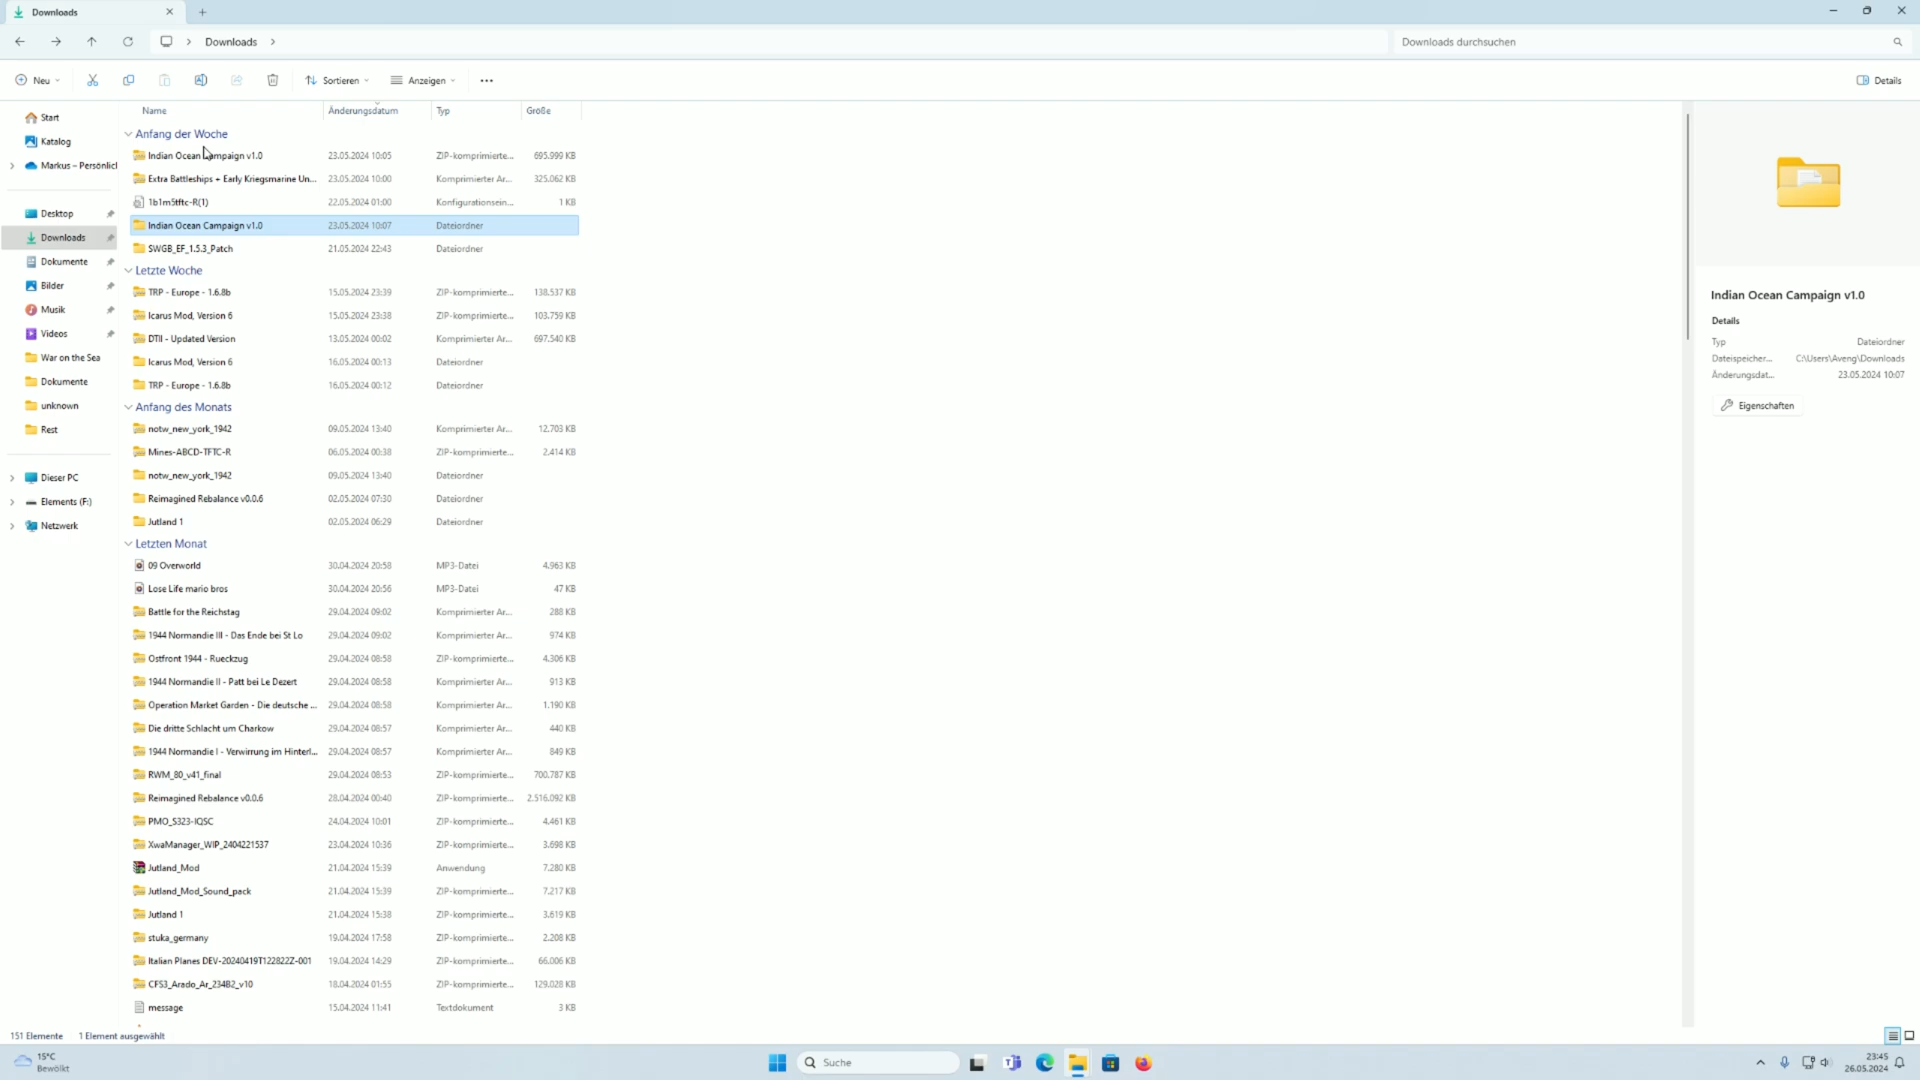 Downloads
Downloads
Downloads durchsuchen
Neu
Sortieren
Anzeigen
Details
Start
Katalog
Markus – Persönlich
Desktop
Downloads
Dokumente
Bilder
Musik
Videos
War on the Sea
Dokumente
unknown
Rest
Dieser PC
Elements (F:)
Netzwerk
Name Änderungsdatum Typ Größe
Anfang der Woche
Indian Ocean Campaign v1.0 23.05.2024 10:05 ZIP-komprimierte... 695.999 KB
Extra Battleships + Early Kriegsmarine Un... 23.05.2024 10:00 Komprimierter Ar... 325.062 KB
1b1m5tftc-R(1) 22.05.2024 01:00 Konfigurationsein... 1 KB
Indian Ocean Campaign v1.0 23.05.2024 10:07 Dateiordner
SWGB_EF_1.5.3_Patch 21.05.2024 22:43 Dateiordner
Letzte Woche
TRP - Europe - 1.6.8b 15.05.2024 23:39 ZIP-komprimierte... 138.537 KB
Icarus Mod, Version 6 15.05.2024 23:38 ZIP-komprimierte... 103.759 KB
DTII - Updated Version 13.05.2024 00:02 Komprimierter Ar... 697.540 KB
Icarus Mod, Version 6 16.05.2024 00:13 Dateiordner
TRP - Europe - 1.6.8b 16.05.2024 00:12 Dateiordner
Anfang des Monats
notw_new_york_1942 09.05.2024 13:40 Komprimierter Ar... 12.703 KB
Mines-ABCD-TFTC-R 06.05.2024 00:38 ZIP-komprimierte... 2.414 KB
notw_new_york_1942 09.05.2024 13:40 Dateiordner
Reimagined Rebalance v0.0.6 02.05.2024 07:30 Dateiordner
Jutland 1 02.05.2024 06:29 Dateiordner
Letzten Monat
09 Overworld 30.04.2024 20:58 MP3-Datei 4.963 KB
Lose Life mario bros 30.04.2024 20:56 MP3-Datei 47 KB
Battle for the Reichstag 29.04.2024 09:02 Komprimierter Ar... 288 KB
1944 Normandie III - Das Ende bei St Lo 29.04.2024 09:02 Komprimierter Ar... 974 KB
Ostfront 1944 - Rueckzug 29.04.2024 08:58 ZIP-komprimierte... 4.306 KB
1944 Normandie II - Patt bei Le Dezert 29.04.2024 08:58 Komprimierter Ar... 913 KB
Operation Market Garden - Die deutsche ... 29.04.2024 08:58 Komprimierter Ar... 1.190 KB
Die dritte Schlacht um Charkow 29.04.2024 08:57 Komprimierter Ar... 440 KB
1944 Normandie I - Verwirrung im Hinterl... 29.04.2024 08:57 Komprimierter Ar... 849 KB
RWM_80_v41_final 29.04.2024 08:53 ZIP-komprimierte... 700.787 KB
Reimagined Rebalance v0.0.6 28.04.2024 00:40 ZIP-komprimierte... 2.516.092 KB
PMO_S323-IQSC 24.04.2024 10:01 ZIP-komprimierte... 4.461 KB
XwaManager_WIP_2404221537 23.04.2024 10:36 ZIP-komprimierte... 3.698 KB
Jutland_Mod 21.04.2024 15:39 Anwendung 7.280 KB
Jutland_Mod_Sound_pack 21.04.2024 15:39 ZIP-komprimierte... 7.217 KB
Jutland 1 21.04.2024 15:38 ZIP-komprimierte... 3.619 KB
stuka_germany 19.04.2024 17:58 ZIP-komprimierte... 2.208 KB
Italian Planes DEV-20240419T122822Z-001 19.04.2024 14:29 ZIP-komprimierte... 66.006 KB
CFS3_Arado_Ar_234B2_v10 18.04.2024 01:55 ZIP-komprimierte... 129.028 KB
message 15.04.2024 11:41 Textdokument 3 KB
Indian Ocean Campaign v1.0
Details
Typ Dateiordner
Dateispeicher... C:\Users\Aveng\Downloads
Änderungsdat... 23.05.2024 10:07
Eigenschaften
151 Elemente 1 Element ausgewählt
15°C
Bewölkt
Suche
23:45
26.05.2024